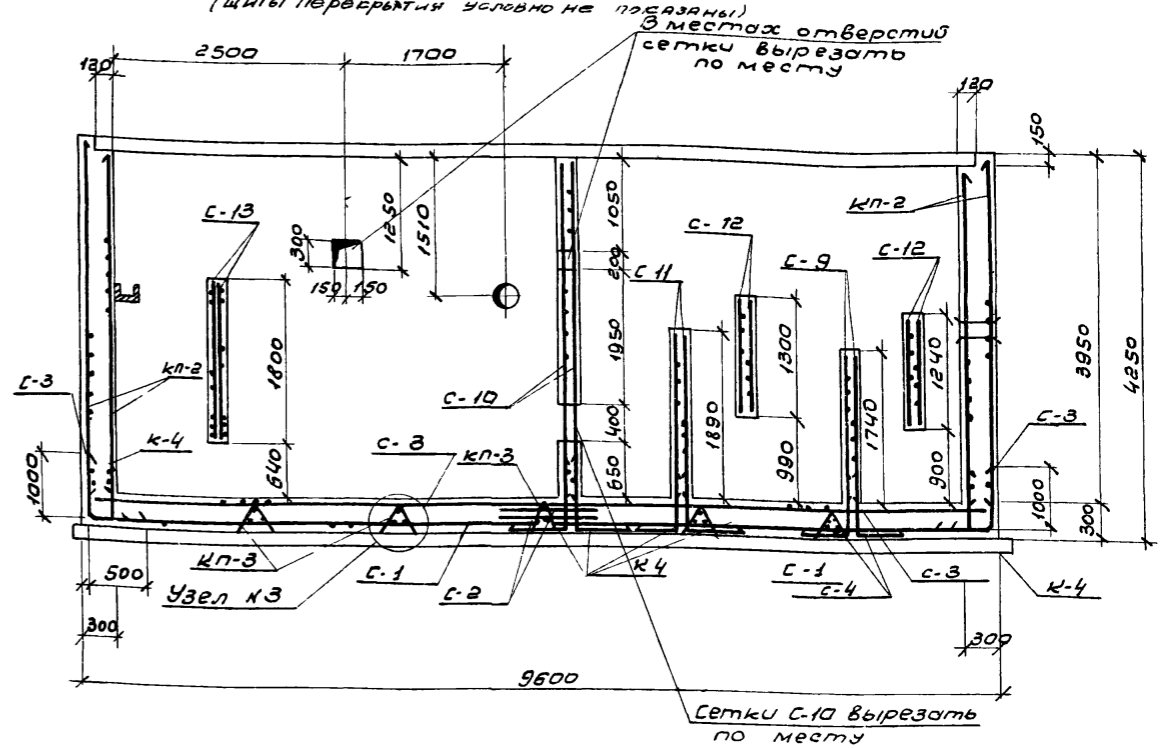 (щиты перекрытия условно не показаны)
В местах отверстий
сетки вырезать
по месту
2500
1700
120
120
150
КП-2
С-13
300
1250
1510
1050
200
С-12
С-11
С-9
С-12
150
150
1950
1300
1240
3950
4250
С-3
КП-2
1800
С-10
400
1890
1740
С-3
К-4
С-3
КП-3
1000
640
650
990
900
1000
300
КП-3
С-1
К4
С-1
С-3
500
Узел N3
С-2
С-4
К-4
300
300
9600
Сетки С-10 вырезать
по месту